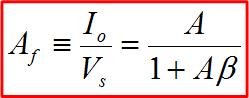 A_f ≡ I_o / V_s = A / (1 + Aβ)